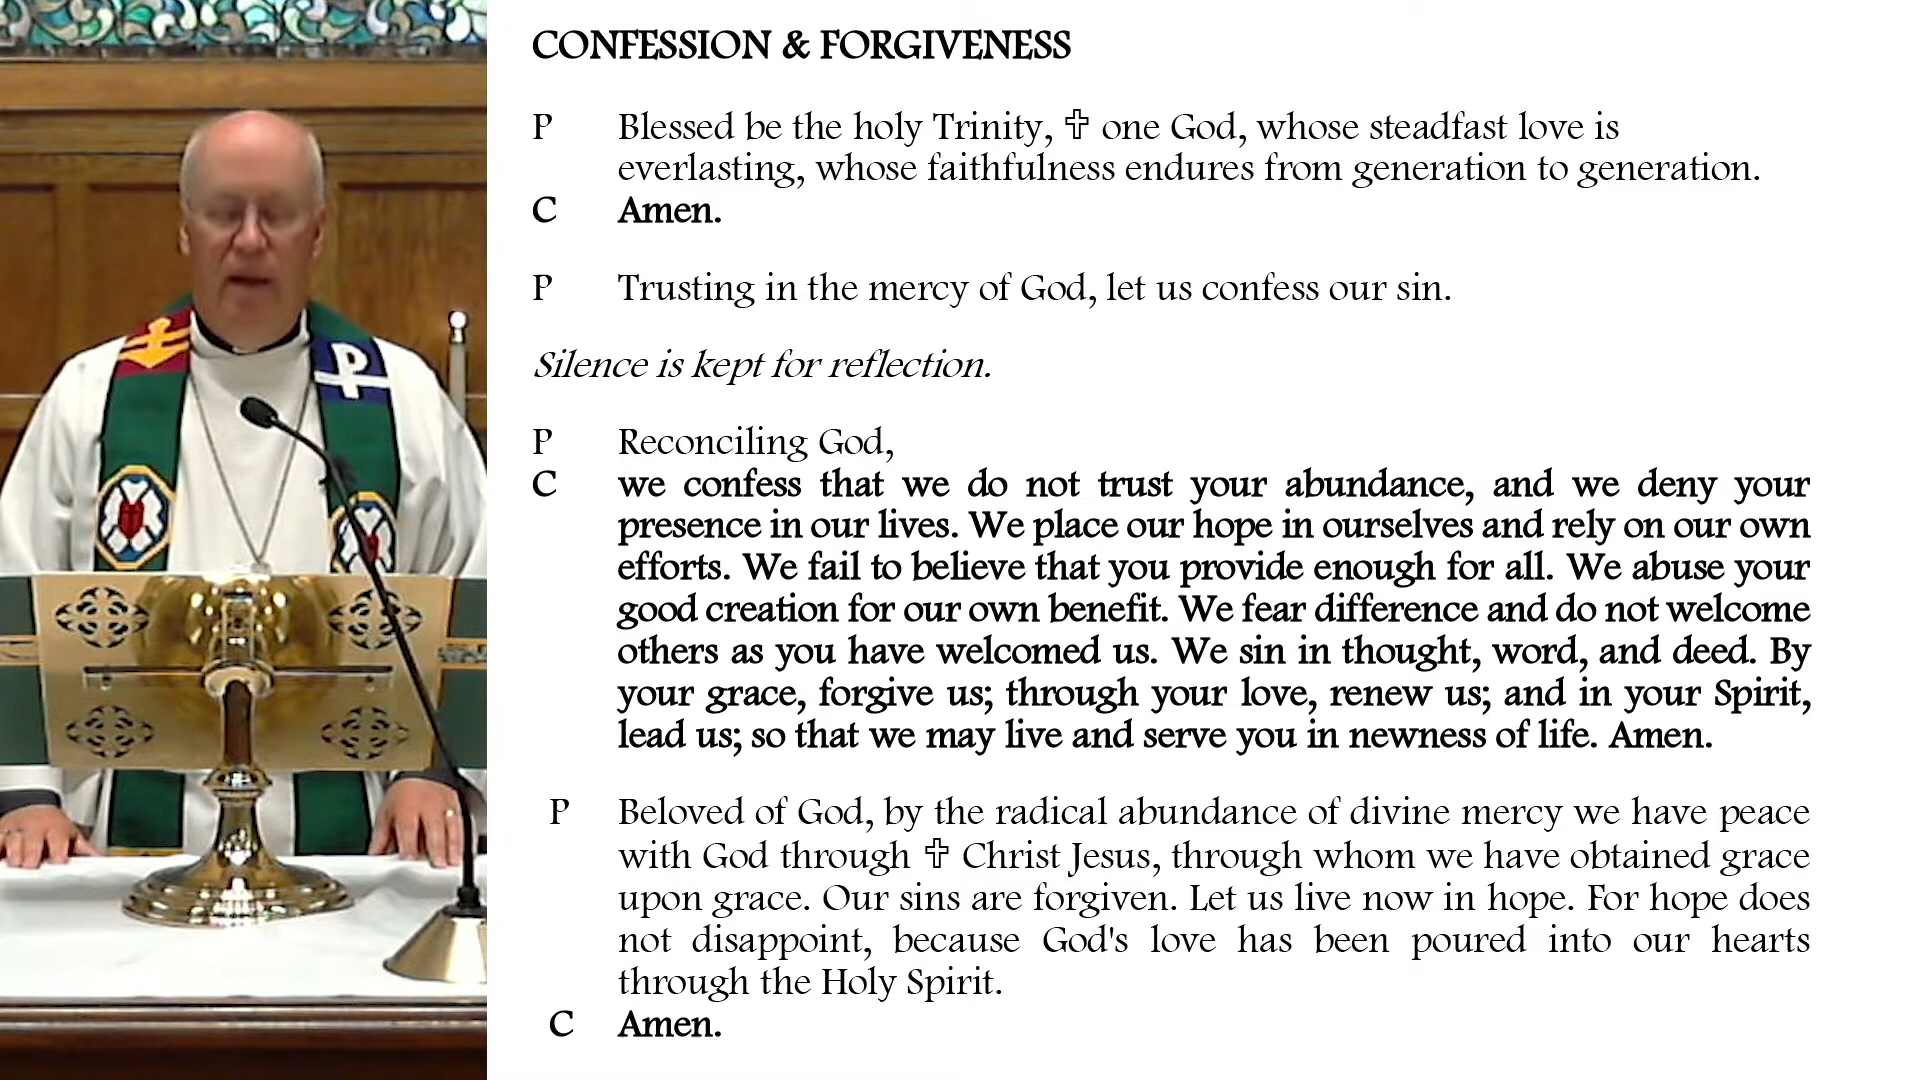 CONFESSION & FORGIVENESS
P Blessed be the holy Trinity, ✞ one God, whose steadfast love is
everlasting, whose faithfulness endures from generation to generation.
C Amen.
P Trusting in the mercy of God, let us confess our sin.
Silence is kept for reflection.
P Reconciling God,
C we confess that we do not trust your abundance, and we deny your
presence in our lives. We place our hope in ourselves and rely on our own
efforts. We fail to believe that you provide enough for all. We abuse your
good creation for our own benefit. We fear difference and do not welcome
others as you have welcomed us. We sin in thought, word, and deed. By
your grace, forgive us; through your love, renew us; and in your Spirit,
lead us; so that we may live and serve you in newness of life. Amen.
P Beloved of God, by the radical abundance of divine mercy we have peace
with God through ✞ Christ Jesus, through whom we have obtained grace
upon grace. Our sins are forgiven. Let us live now in hope. For hope does
not disappoint, because God's love has been poured into our hearts
through the Holy Spirit.
C Amen.